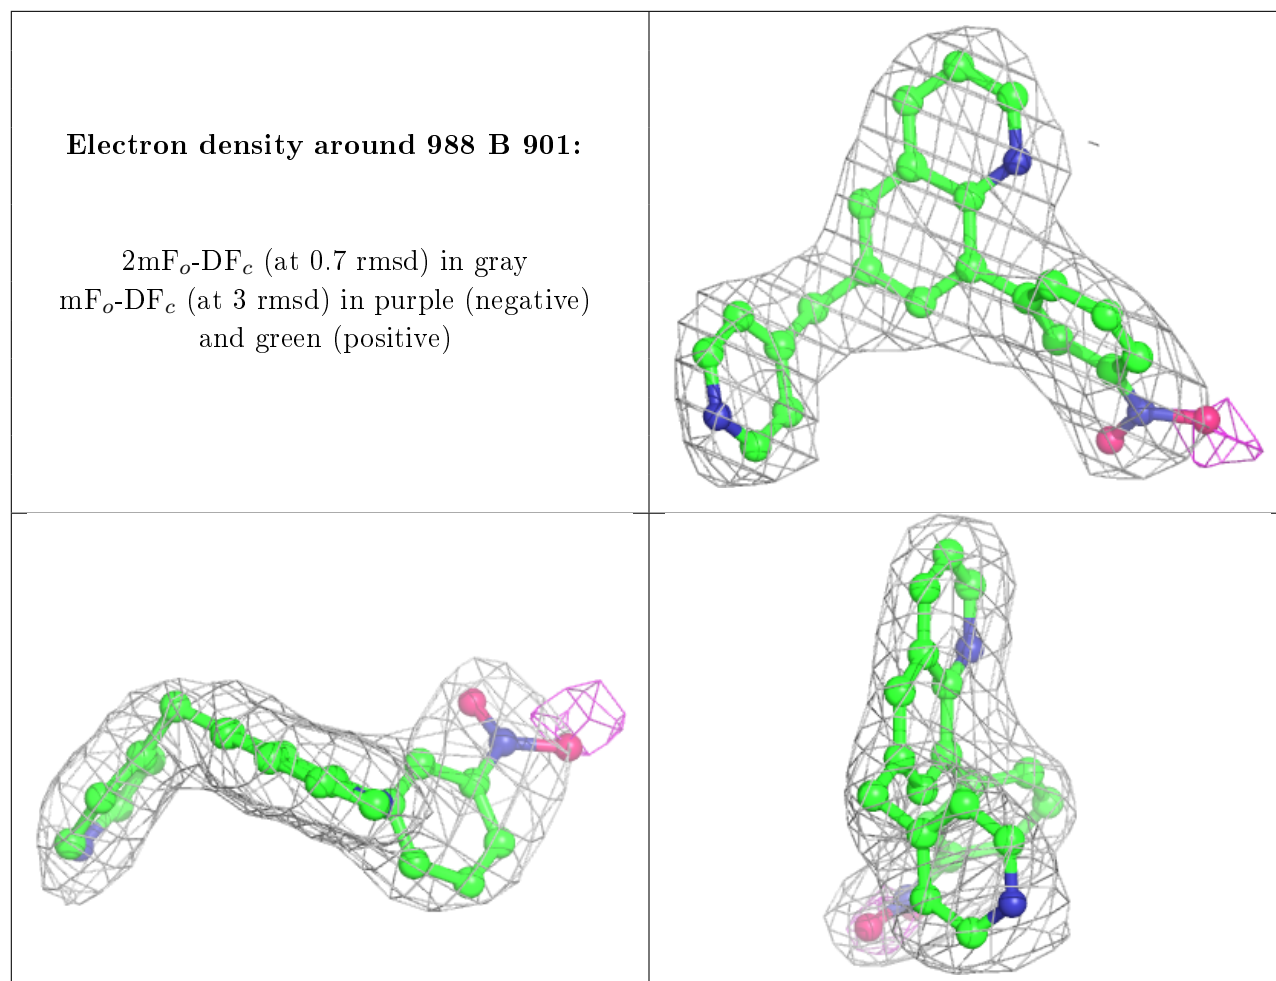 Electron density around 988 B 901:
2mFo-DFc (at 0.7 rmsd) in gray
mFo-DFc (at 3 rmsd) in purple (negative)
and green (positive)